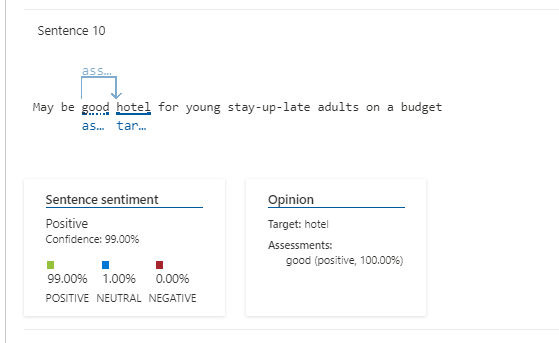 Sentence 10
ass...
May be good hotel for young stay-up-late adults on a budget
as... tar...
Sentence sentiment
Positive
Confidence: 99.00%
99.00% 1.00% 0.00%
POSITIVE NEUTRAL NEGATIVE
Opinion
Target: hotel
Assessments:
good (positive, 100.00%)